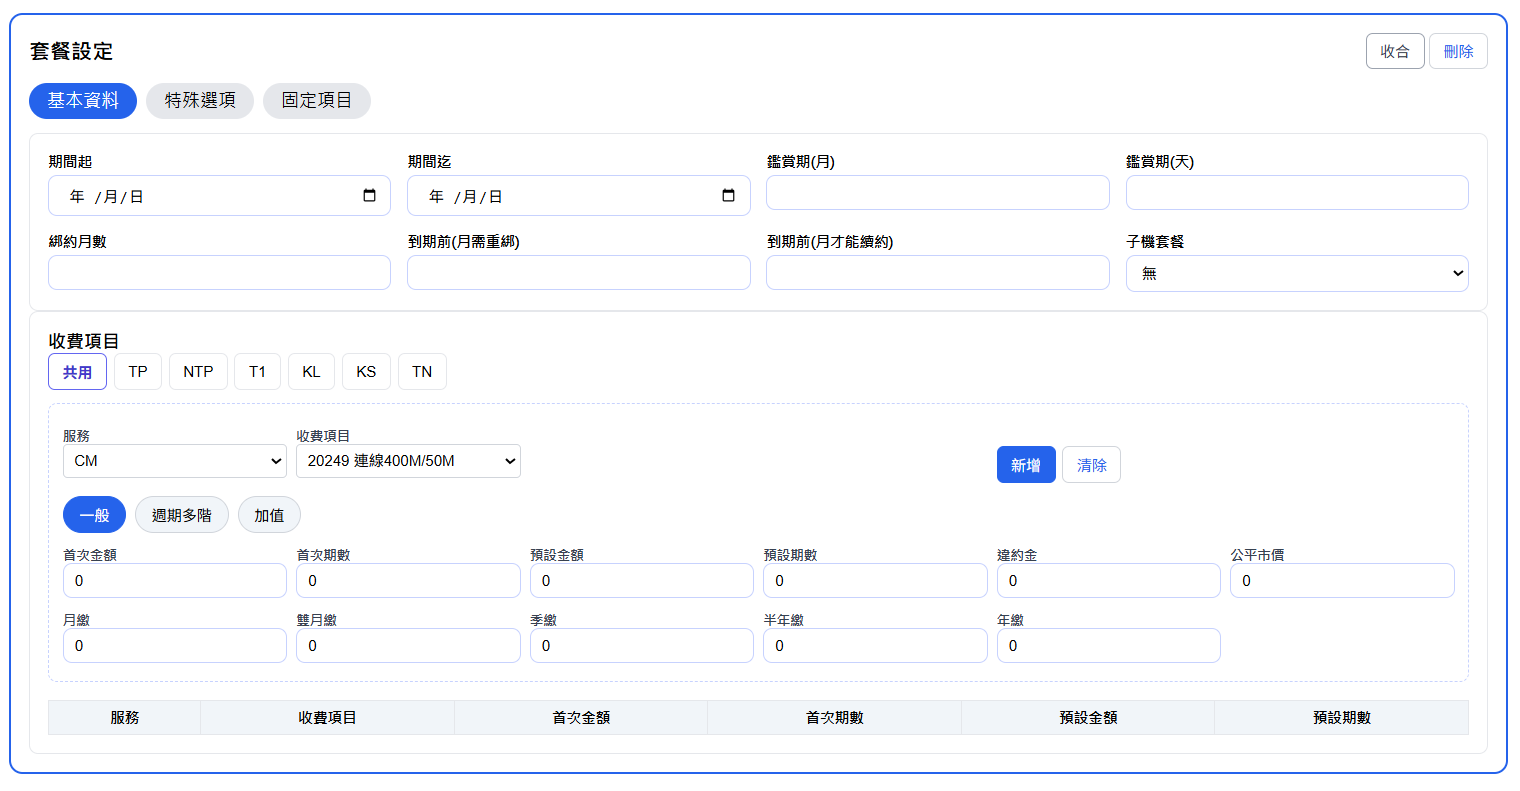 套餐設定 收合 刪除
基本資料 特殊選項 固定項目
期間起 期間迄 鑑賞期(月) 鑑賞期(天)
年 /月/日 年 /月/日
綁約月數 到期前(月需重綁) 到期前(月才能續約) 子機套餐
無
收費項目
共用 TP NTP T1 KL KS TN
服務 收費項目
CM 20249 連線400M/50M 新增 清除
一般 週期多階 加值
首次金額 首次期數 預設金額 預設期數 違約金 公平市價
0 0 0 0 0 0
月繳 雙月繳 季繳 半年繳 年繳
0 0 0 0 0
服務 收費項目 首次金額 首次期數 預設金額 預設期數